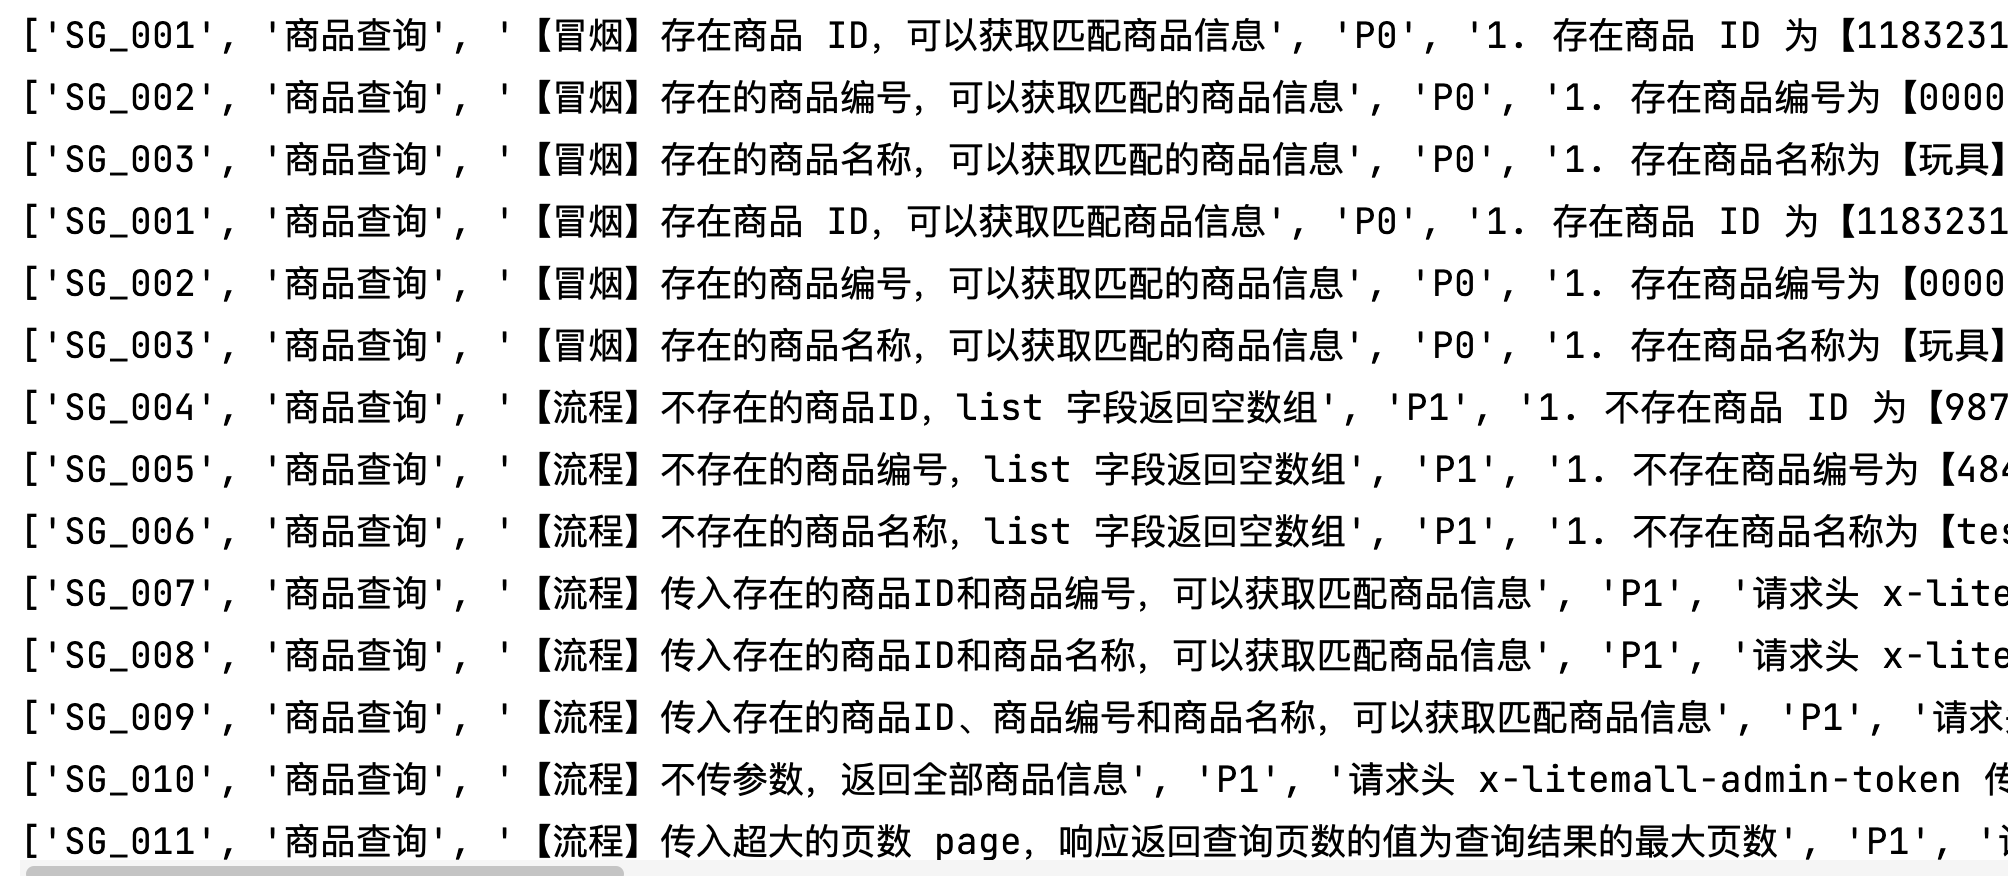 ['SG_001', '商品查询', '【冒烟】存在商品 ID，可以获取匹配商品信息', 'P0', '1. 存在商品 ID 为【1183231
['SG_002', '商品查询', '【冒烟】存在的商品编号，可以获取匹配的商品信息', 'P0', '1. 存在商品编号为【0000
['SG_003', '商品查询', '【冒烟】存在的商品名称，可以获取匹配的商品信息', 'P0', '1. 存在商品名称为【玩具】
['SG_001', '商品查询', '【冒烟】存在商品 ID，可以获取匹配商品信息', 'P0', '1. 存在商品 ID 为【1183231
['SG_002', '商品查询', '【冒烟】存在的商品编号，可以获取匹配的商品信息', 'P0', '1. 存在商品编号为【0000
['SG_003', '商品查询', '【冒烟】存在的商品名称，可以获取匹配的商品信息', 'P0', '1. 存在商品名称为【玩具】
['SG_004', '商品查询', '【流程】不存在的商品ID，list 字段返回空数组', 'P1', '1. 不存在商品 ID 为【987
['SG_005', '商品查询', '【流程】不存在的商品编号，list 字段返回空数组', 'P1', '1. 不存在商品编号为【484
['SG_006', '商品查询', '【流程】不存在的商品名称，list 字段返回空数组', 'P1', '1. 不存在商品名称为【tes
['SG_007', '商品查询', '【流程】传入存在的商品ID和商品编号，可以获取匹配商品信息', 'P1', '请求头 x-lite
['SG_008', '商品查询', '【流程】传入存在的商品ID和商品名称，可以获取匹配商品信息', 'P1', '请求头 x-lite
['SG_009', '商品查询', '【流程】传入存在的商品ID、商品编号和商品名称，可以获取匹配商品信息', 'P1', '请求
['SG_010', '商品查询', '【流程】不传参数，返回全部商品信息', 'P1', '请求头 x-litemall-admin-token 传
['SG_011', '商品查询', '【流程】传入超大的页数 page，响应返回查询页数的值为查询结果的最大页数', 'P1', '